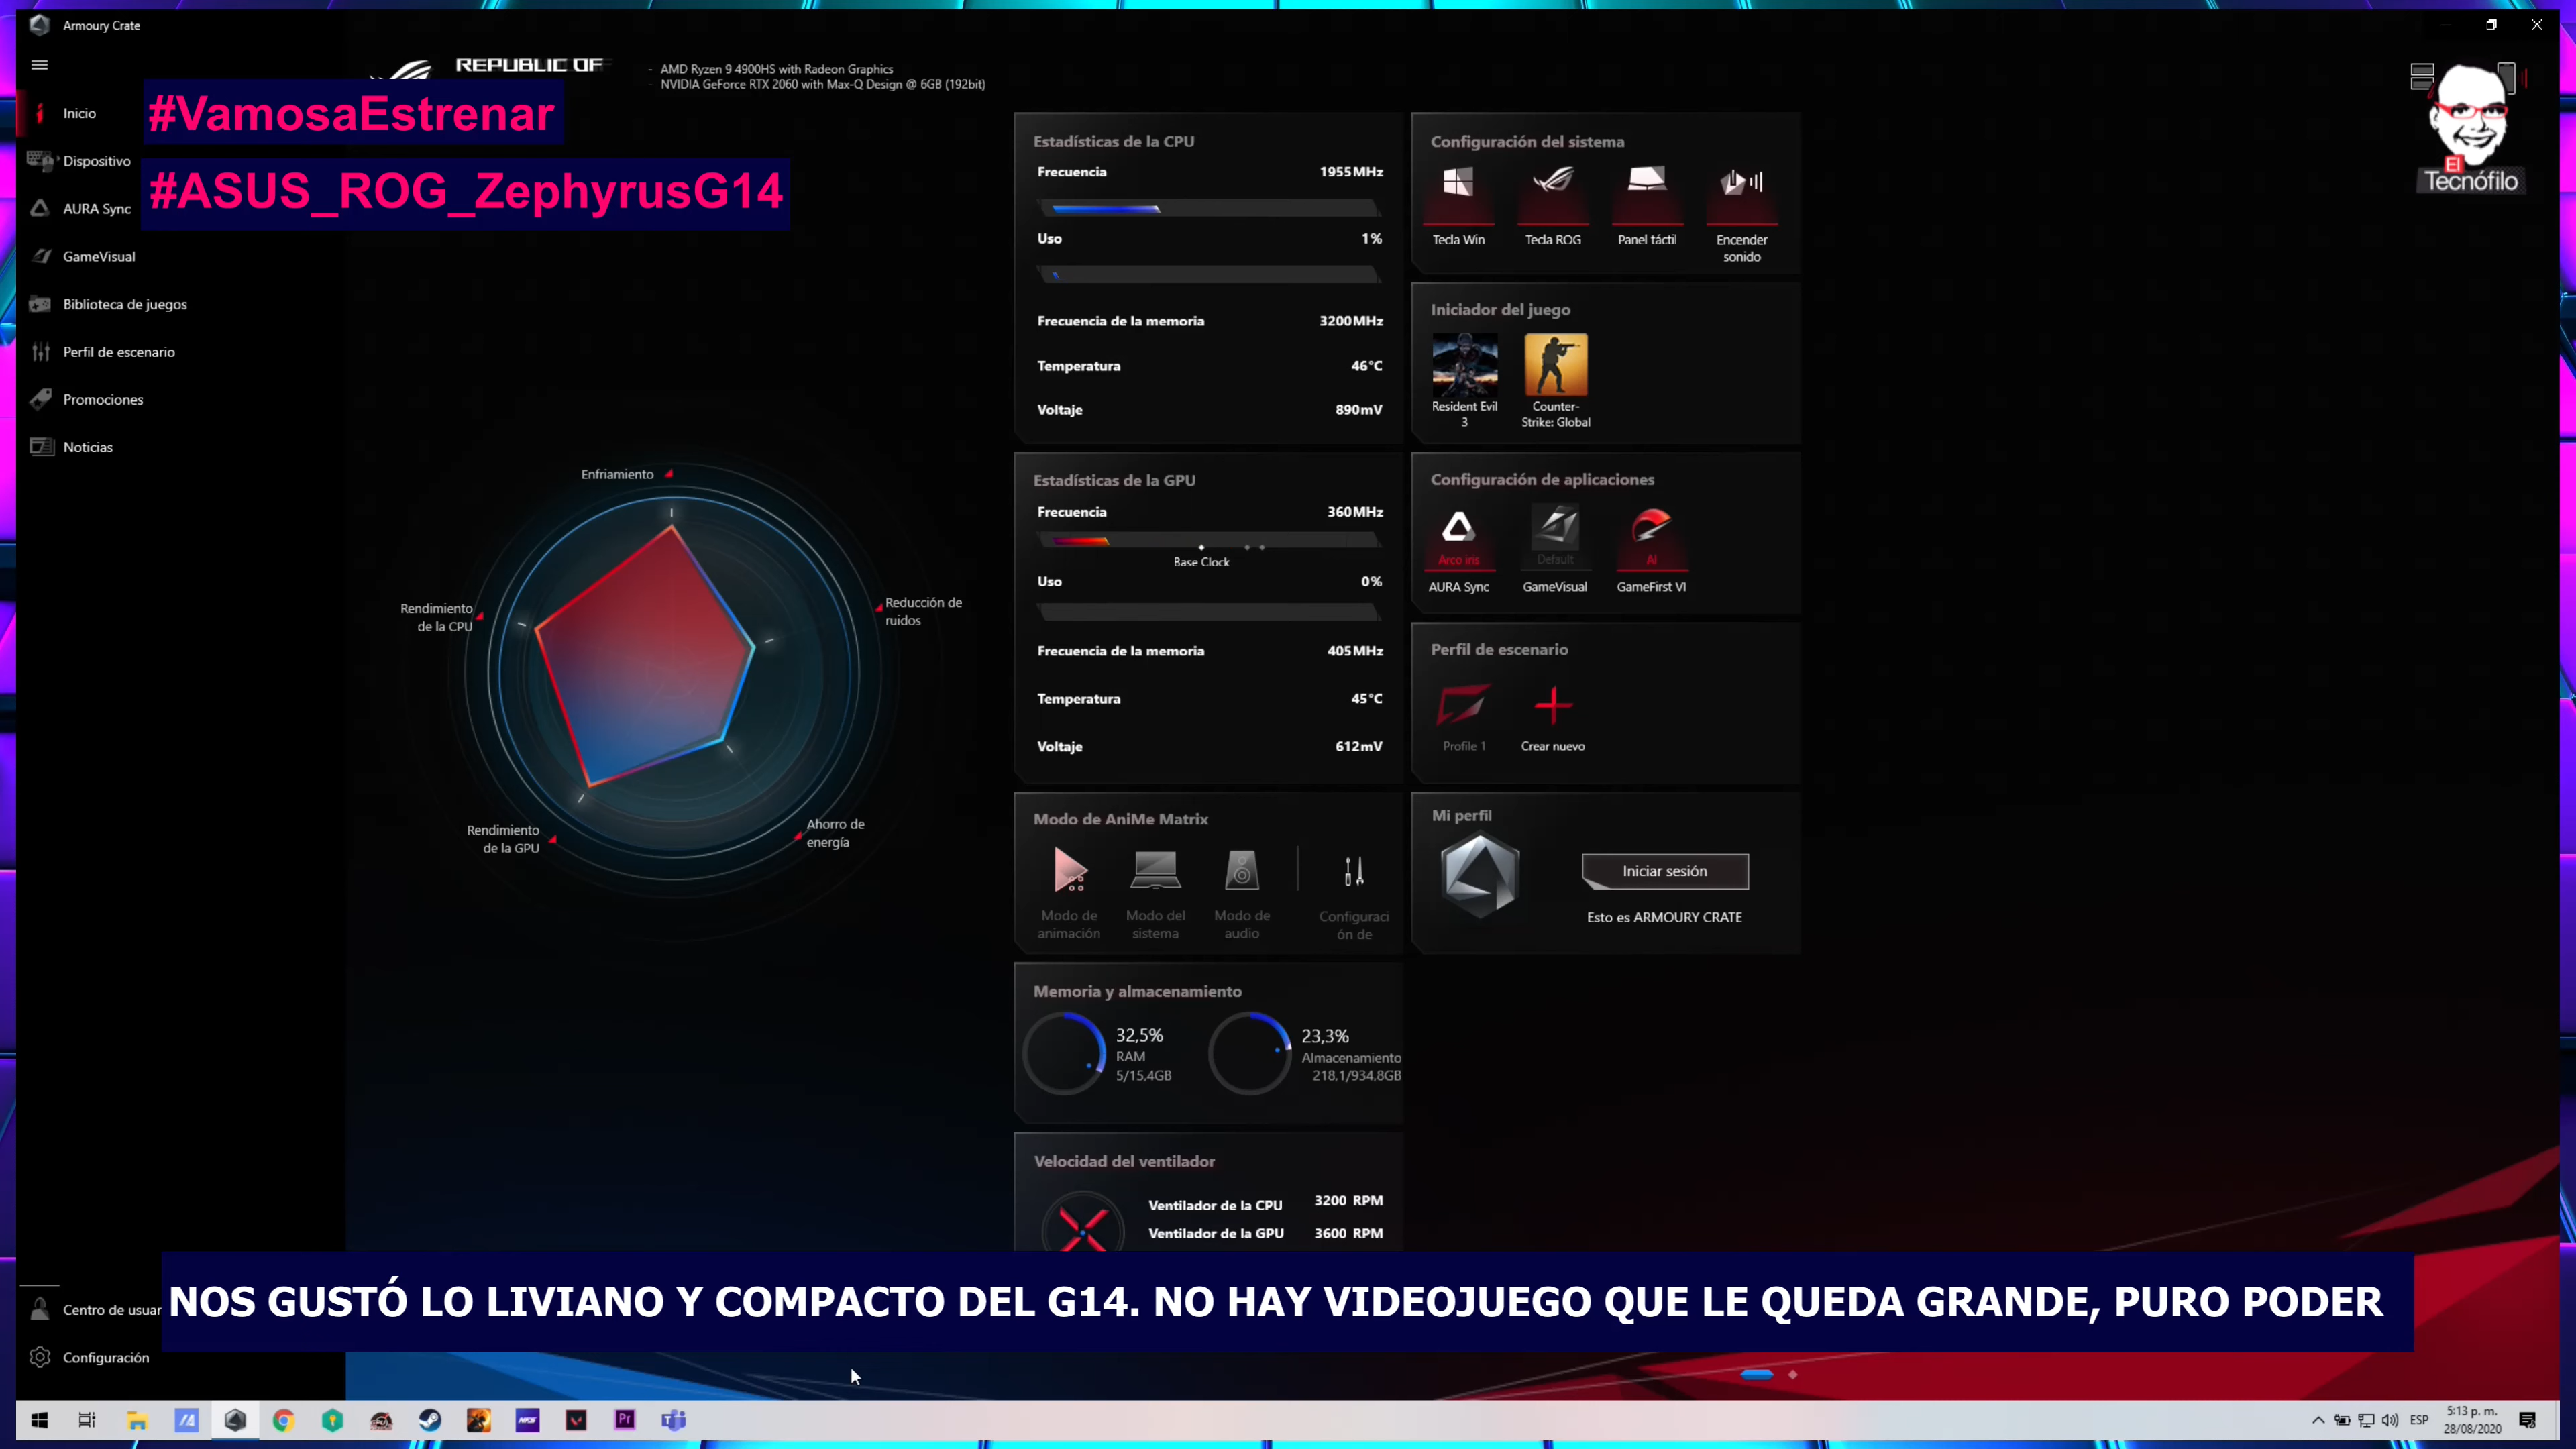 Armoury Crate
REPUBLIC OF
- AMD Ryzen 9 4900HS with Radeon Graphics
- NVIDIA GeForce RTX 2060 with Max-Q Design @ 6GB (192bit)
#VamosaEstrenar
#ASUS_ROG_ZephyrusG14
El
Tecnófilo
Inicio
Dispositivo
AURA Sync
GameVisual
Biblioteca de juegos
Perfil de escenario
Promociones
Noticias
Enfriamiento
Reducción de
ruidos
Rendimiento
de la CPU
Rendimiento
de la GPU
Ahorro de
energía
Estadísticas de la CPU
Frecuencia 1955MHz
Uso 1%
Frecuencia de la memoria 3200MHz
Temperatura 46°C
Voltaje 890mV
Estadísticas de la GPU
Frecuencia 360MHz
Base Clock
Uso 0%
Frecuencia de la memoria 405MHz
Temperatura 45°C
Voltaje 612mV
Modo de AniMe Matrix
Modo de
animación
Modo del
sistema
Modo de
audio
Configuraci
ón de
Memoria y almacenamiento
32,5%
RAM
5/15,4GB
23,3%
Almacenamiento
218,1/934,8GB
Velocidad del ventilador
Ventilador de la CPU 3200 RPM
Ventilador de la GPU 3600 RPM
Configuración del sistema
Tecla Win
Tecla ROG
Panel táctil
Encender
sonido
Iniciador del juego
Resident Evil
3
Counter-
Strike: Global
Configuración de aplicaciones
Arco iris
AURA Sync
Default
GameVisual
AI
GameFirst VI
Perfil de escenario
Profile 1
Crear nuevo
Mi perfil
Iniciar sesión
Esto es ARMOURY CRATE
Centro de usuar
Configuración
NOS GUSTÓ LO LIVIANO Y COMPACTO DEL G14. NO HAY VIDEOJUEGO QUE LE QUEDA GRANDE, PURO PODER
NFS
Pr
ESP
5:13 p. m.
28/08/2020